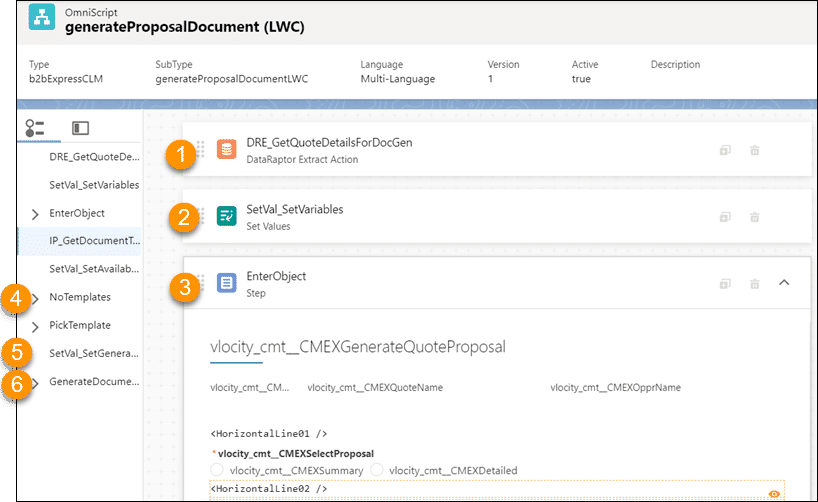 OmniScript
generateProposalDocument (LWC)
Type SubType Language Version Active Description
b2bExpressCLM generateProposalDocumentLWC Multi-Language 1 true
DRE_GetQuoteDe...
SetVal_SetVariables
EnterObject
IP_GetDocumentT...
SetVal_SetAvailab...
4 NoTemplates
PickTemplate
5 SetVal_SetGenera...
6 GenerateDocume...
1 DRE_GetQuoteDetailsForDocGen
DataRaptor Extract Action
2 SetVal_SetVariables
Set Values
3 EnterObject
Step
vlocity_cmt__CMEXGenerateQuoteProposal
vlocity_cmt__CM... vlocity_cmt__CMEXQuoteName vlocity_cmt__CMEXOpprName
<HorizontalLine01 />
*vlocity_cmt__CMEXSelectProposal
vlocity_cmt__CMEXSummary vlocity_cmt__CMEXDetailed
<HorizontalLine02 />